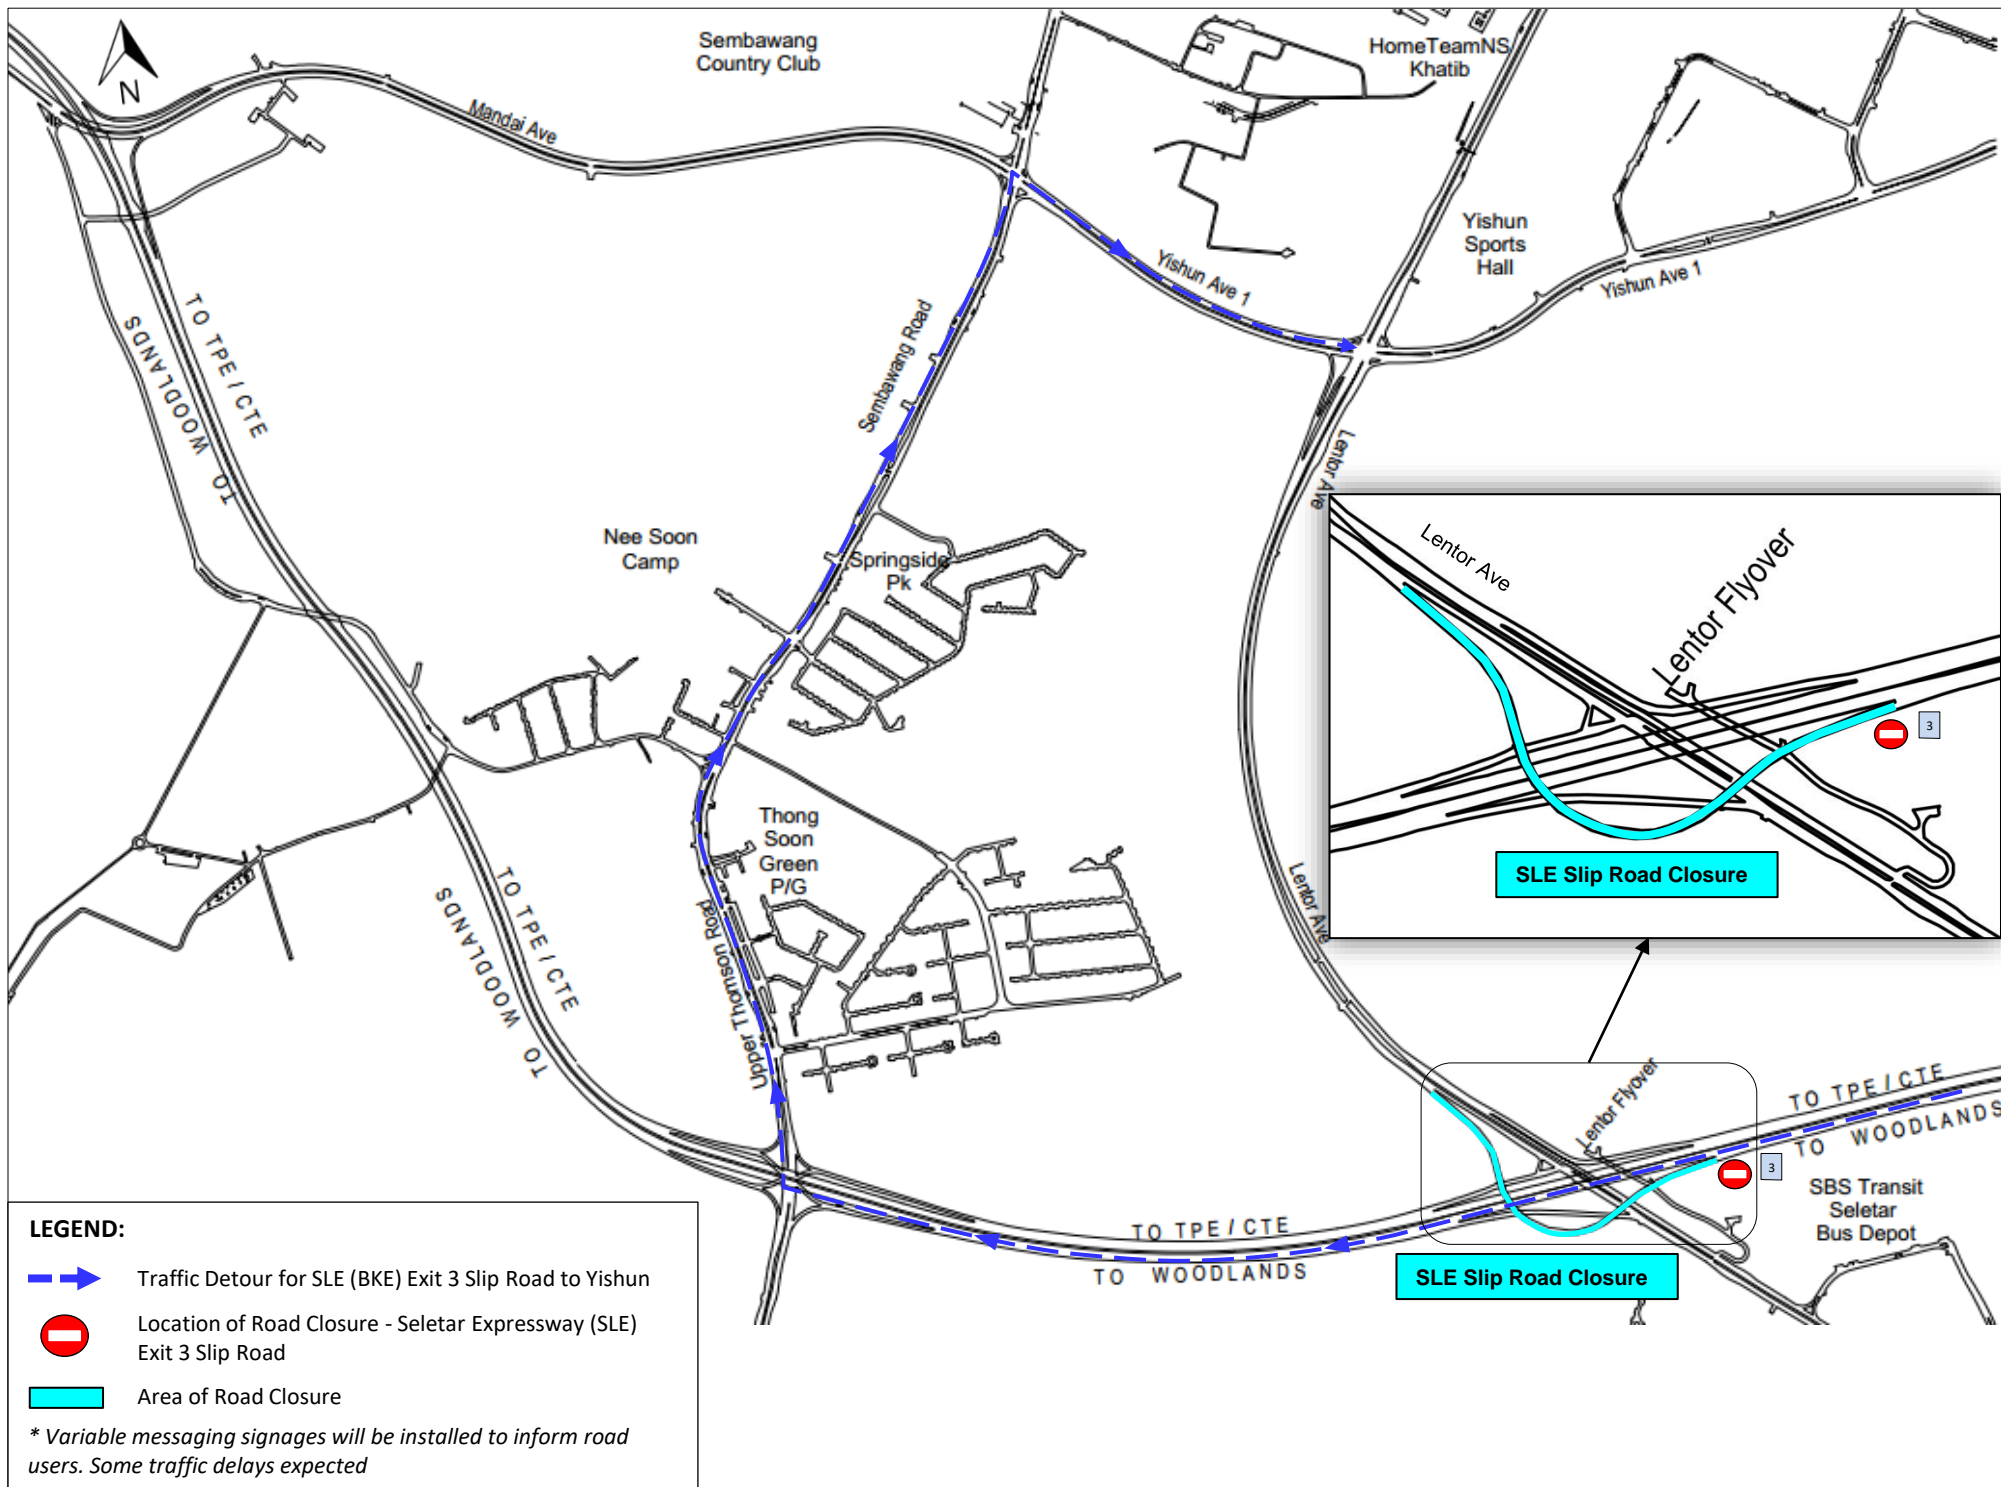 N
Sembawang
Country Club
HomeTeamNS
Khatib
Mandai Ave
Yishun
Sports
Hall
Yishun Ave 1
Yishun Ave 1
TO TPE / CTE
TO WOODLANDS
Sembawang Road
Lentor Ave
Nee Soon
Camp
Springside
Pk
Lentor Ave
Lentor Flyover
3
SLE Slip Road Closure
Thong
Soon
Green
P/G
Lentor Ave
TO TPE / CTE
TO WOODLANDS
Upper Thomson Road
Lentor Flyover
TO TPE / CTE
TO WOODLANDS
3
SBS Transit
Seletar
Bus Depot
TO TPE / CTE
TO WOODLANDS
SLE Slip Road Closure
LEGEND:
Traffic Detour for SLE (BKE) Exit 3 Slip Road to Yishun
Location of Road Closure - Seletar Expressway (SLE)
Exit 3 Slip Road
Area of Road Closure
* Variable messaging signages will be installed to inform road
users. Some traffic delays expected